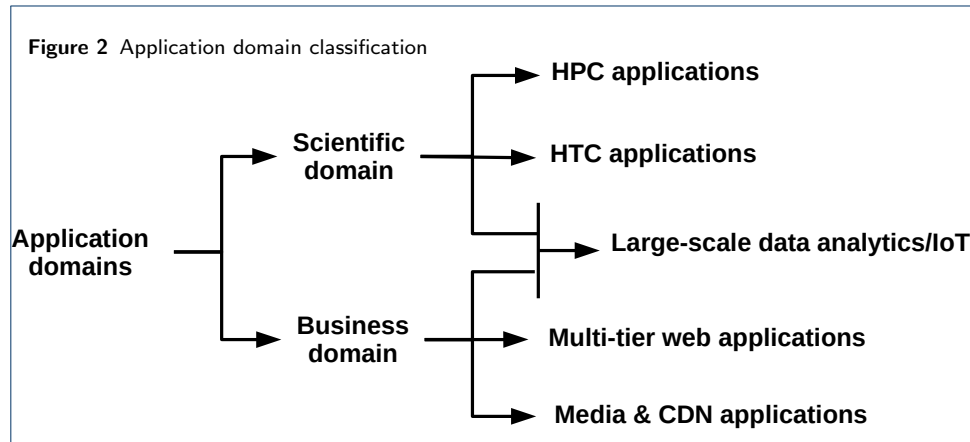 Figure 2 Application domain classification
HPC applications
Scientific
domain
HTC applications
Application
domains
Large-scale data analytics/IoT
Business
domain
Multi-tier web applications
Media & CDN applications